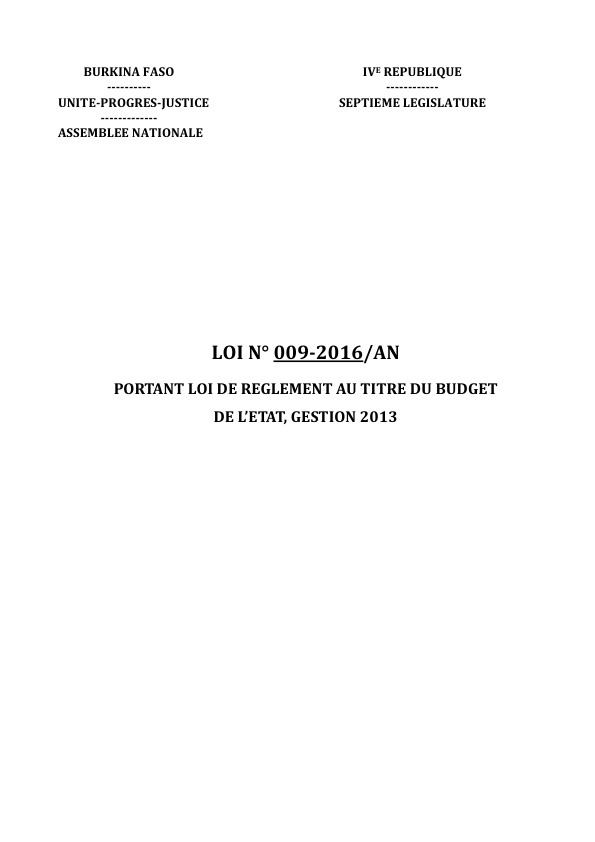 BURKINA FASO
----------
UNITE-PROGRES-JUSTICE
-------------
ASSEMBLEE NATIONALE
IVE REPUBLIQUE
------------
SEPTIEME LEGISLATURE
LOI N° 009-2016/AN
PORTANT LOI DE REGLEMENT AU TITRE DU BUDGET
DE L’ETAT, GESTION 2013